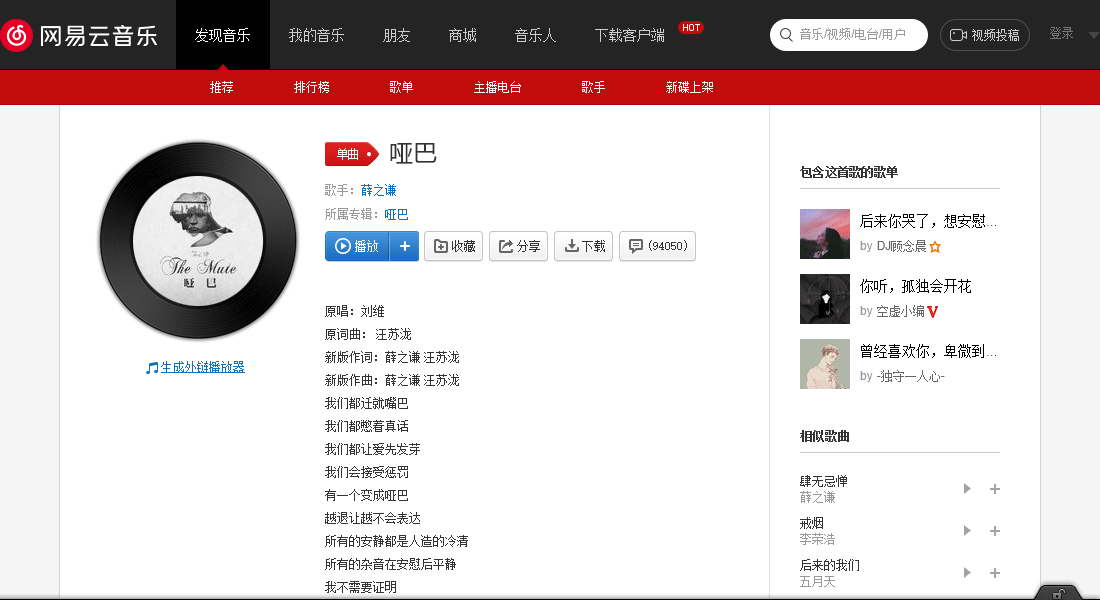 网易云音乐
发现音乐 我的音乐 朋友 商城 音乐人 下载客户端 HOT
音乐/视频/电台/用户 视频投稿 登录
推荐 排行榜 歌单 主播电台 歌手 新碟上架
单曲 哑巴
歌手：薛之谦
所属专辑：哑巴
播放 + 收藏 分享 下载 (94050)
The Mute
哑 巴
生成外链播放器
原唱：刘维
原词曲： 汪苏泷
新版作词：薛之谦 汪苏泷
新版作曲：薛之谦 汪苏泷
我们都迁就嘴巴
我们都憋着真话
我们都让爱先发芽
我们会接受惩罚
有一个变成哑巴
越退让越不会表达
所有的安静都是人造的冷清
所有的杂音在安慰后平静
我不需要证明
包含这首歌的歌单
后来你哭了，想安慰...
by DJ顾念晨
你听，孤独会开花
by 空虚小编 V
曾经喜欢你，卑微到...
by -独守一人心-
相似歌曲
肆无忌惮
薛之谦
戒烟
李荣浩
后来的我们
五月天